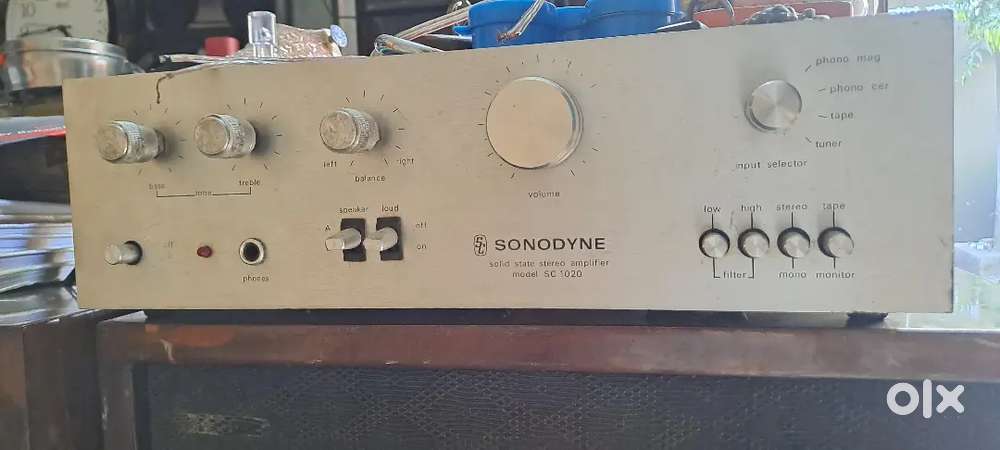 phono mag
phono cer
tape
tuner
input selector
left
right
balance
bass
tone
treble
volume
speaker
loud
A
off
on
off
phones
SONODYNE
solid state stereo amplifier
model SC 1020
low
high
stereo
tape
filter
mono
monitor
olx